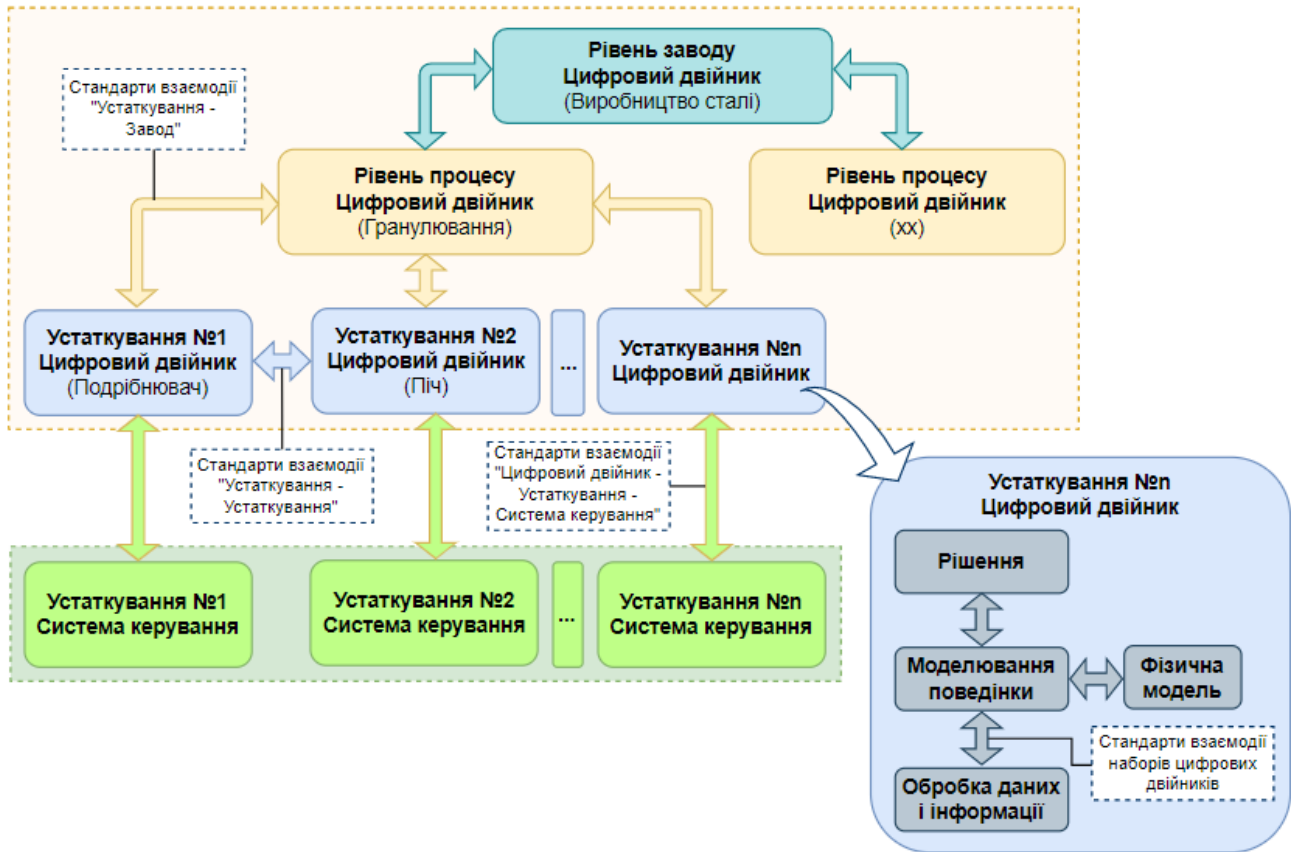 Рівень заводу
Цифровий двійник
(Виробництво сталі)
Стандарти взаємодії
"Устаткування -
Завод"
Рівень процесу
Цифровий двійник
(Гранулювання)
Рівень процесу
Цифровий двійник
(xx)
Устаткування №1
Цифровий двійник
(Подрібнювач)
Устаткування №2
Цифровий двійник
(Піч)
...
Устаткування №n
Цифровий двійник
Стандарти взаємодії
"Устаткування -
Устаткування"
Стандарти взаємодії
"Цифровий двійник -
Устаткування -
Система керування"
Устаткування №1
Система керування
Устаткування №2
Система керування
...
Устаткування №n
Система керування
Устаткування №n
Цифровий двійник
Рішення
Моделювання
поведінки
Фізична
модель
Стандарти взаємодії
наборів цифрових
двійників
Обробка даних
і інформації